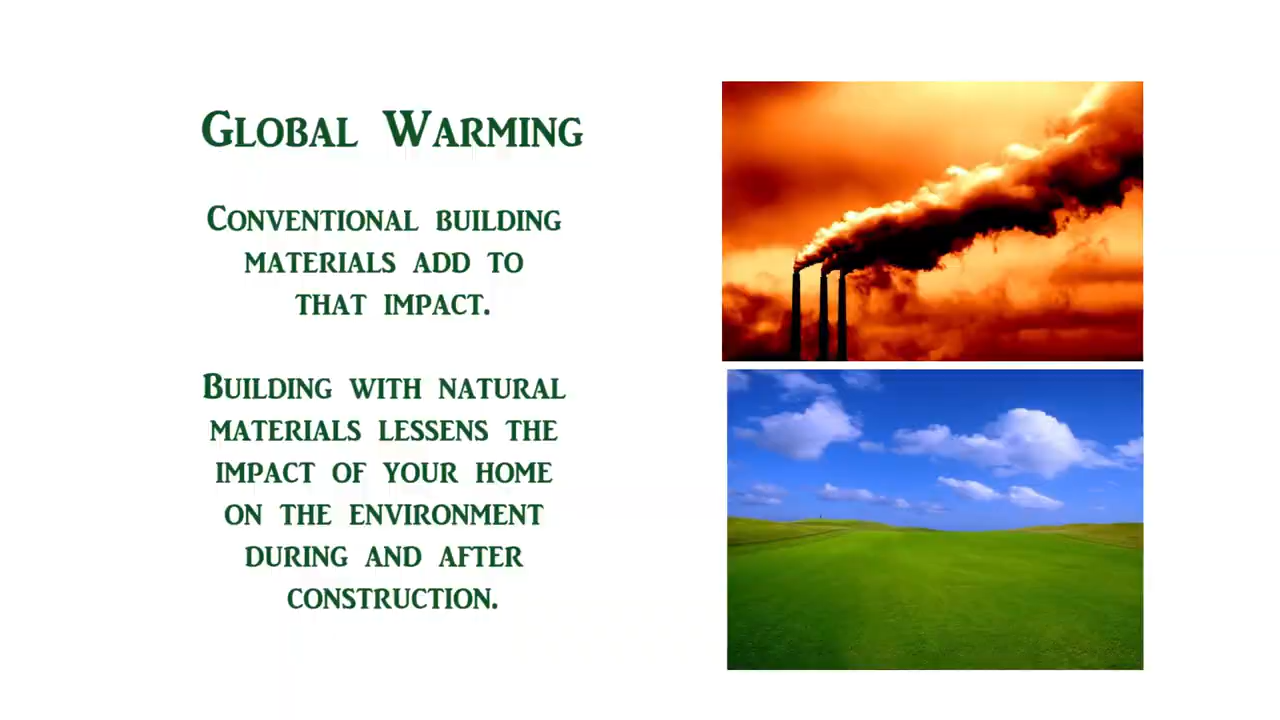 Global Warming
Conventional building
materials add to
that impact.
Building with natural
materials lessens the
impact of your home
on the environment
during and after
construction.